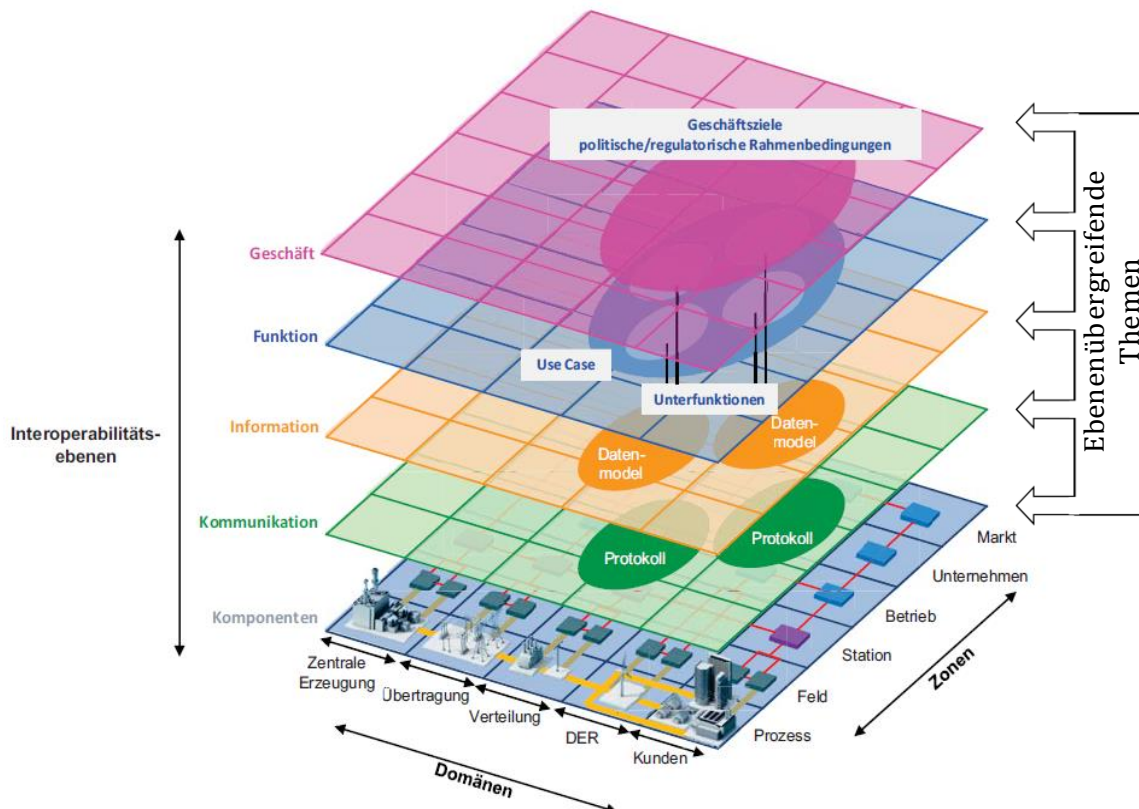 Geschäftsziele
politische/regulatorische Rahmenbedingungen
Geschäft
Funktion
Use Case
Unterfunktionen
Information
Daten-
model
Daten-
model
Interoperabilitäts-
ebenen
Kommunikation
Protokoll
Protokoll
Komponenten
Zentrale
Erzeugung
Übertragung
Verteilung
DER
Kunden
Domänen
Markt
Unternehmen
Betrieb
Station
Feld
Prozess
Zonen
Ebenenübergreifende
Themen